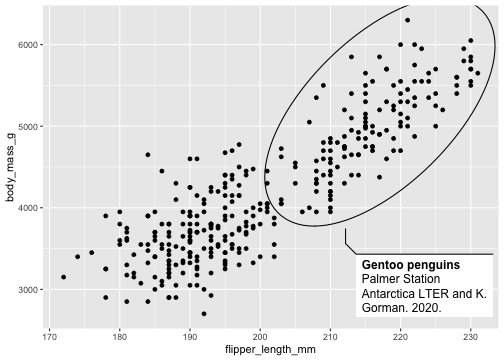 6000
5000
4000
3000
body_mass_g
170
180
190
200
210
220
230
flipper_length_mm
Gentoo penguins
Palmer Station
Antarctica LTER and K.
Gorman. 2020.